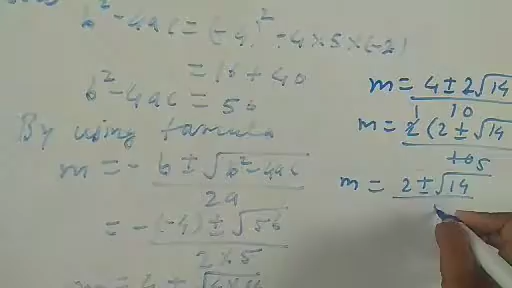 b²-4ac = (-4)² - 4×5×(-2)
= 16 + 40
b²-4ac = 56
By using formula
m = - b ± √b²-4ac
2a
= - (-4) ± √56
2×5
m = 4 ±
m = 4 ± 2√14
10
m = 2 (2 ± √14
10 5
m = 2 ± √14